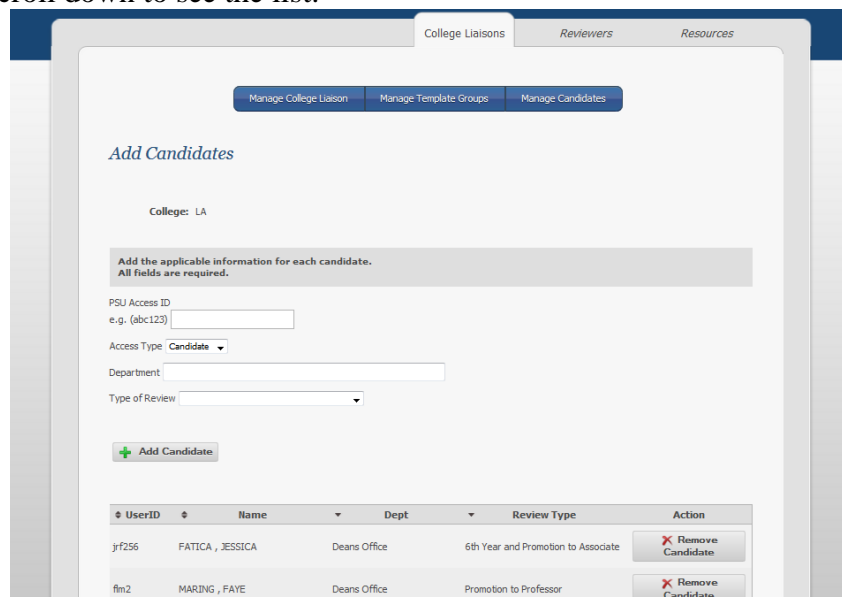 croll down to see the list.
College Liaisons Reviewers Resources
Manage College Liaison Manage Template Groups Manage Candidates
Add Candidates
College: LA
Add the applicable information for each candidate.
All fields are required.
PSU Access ID
e.g. (abc123)
Access Type Candidate
Department
Type of Review
Add Candidate
UserID Name Dept Review Type Action
jrf256 FATICA , JESSICA Deans Office 6th Year and Promotion to Associate Remove Candidate
flm2 MARING , FAYE Deans Office Promotion to Professor Remove Candidate